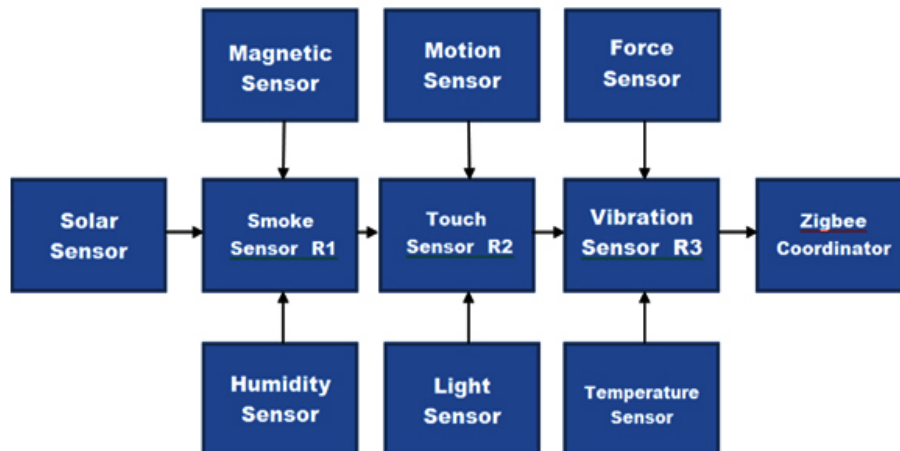 Magnetic
Sensor
Motion
Sensor
Force
Sensor
Solar
Sensor
Smoke
Sensor R1
Touch
Sensor R2
Vibration
Sensor R3
Zigbee
Coordinator
Humidity
Sensor
Light
Sensor
Temperature
Sensor